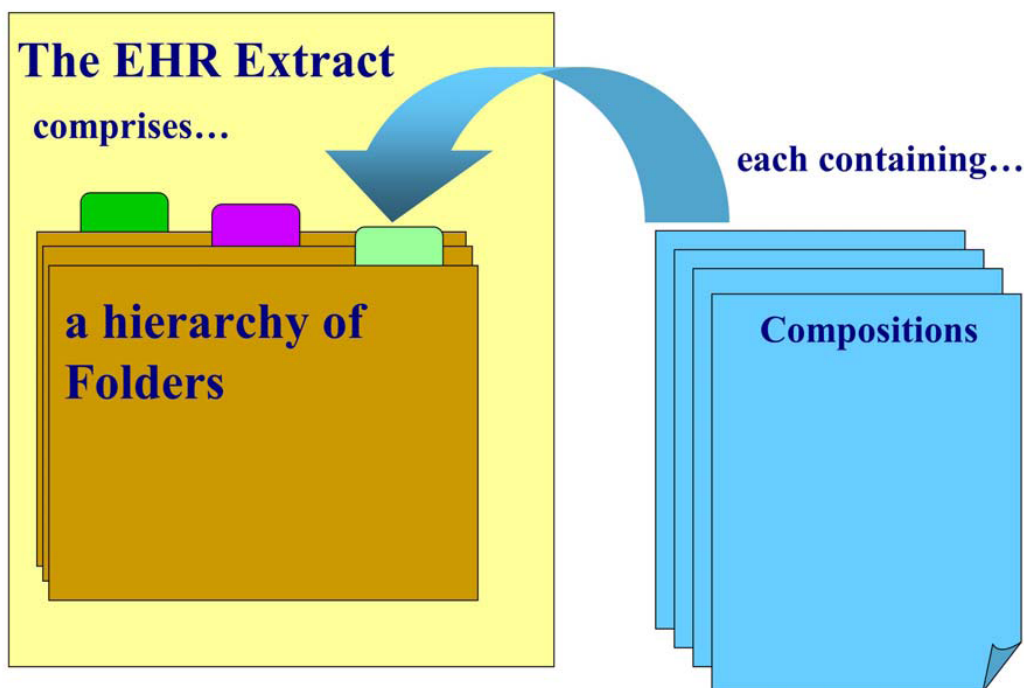 The EHR Extract
comprises…
each containing…
a hierarchy of
Folders
Compositions